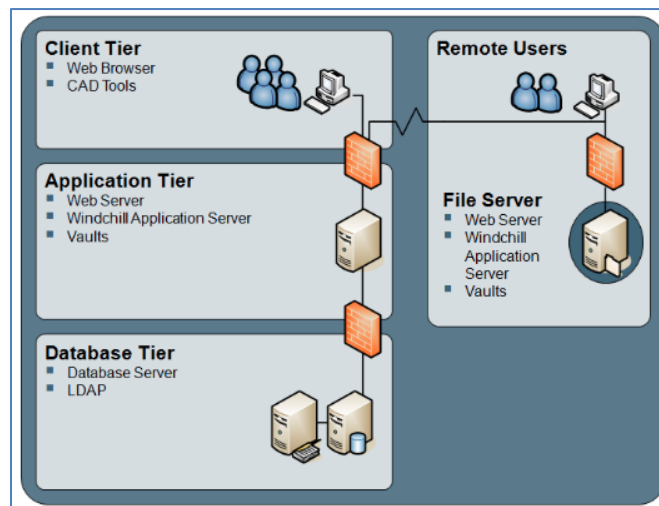 Client Tier
Web Browser
CAD Tools
Remote Users
Application Tier
Web Server
Windchill Application Server
Vaults
File Server
Web Server
Windchill
Application
Server
Vaults
Database Tier
Database Server
LDAP